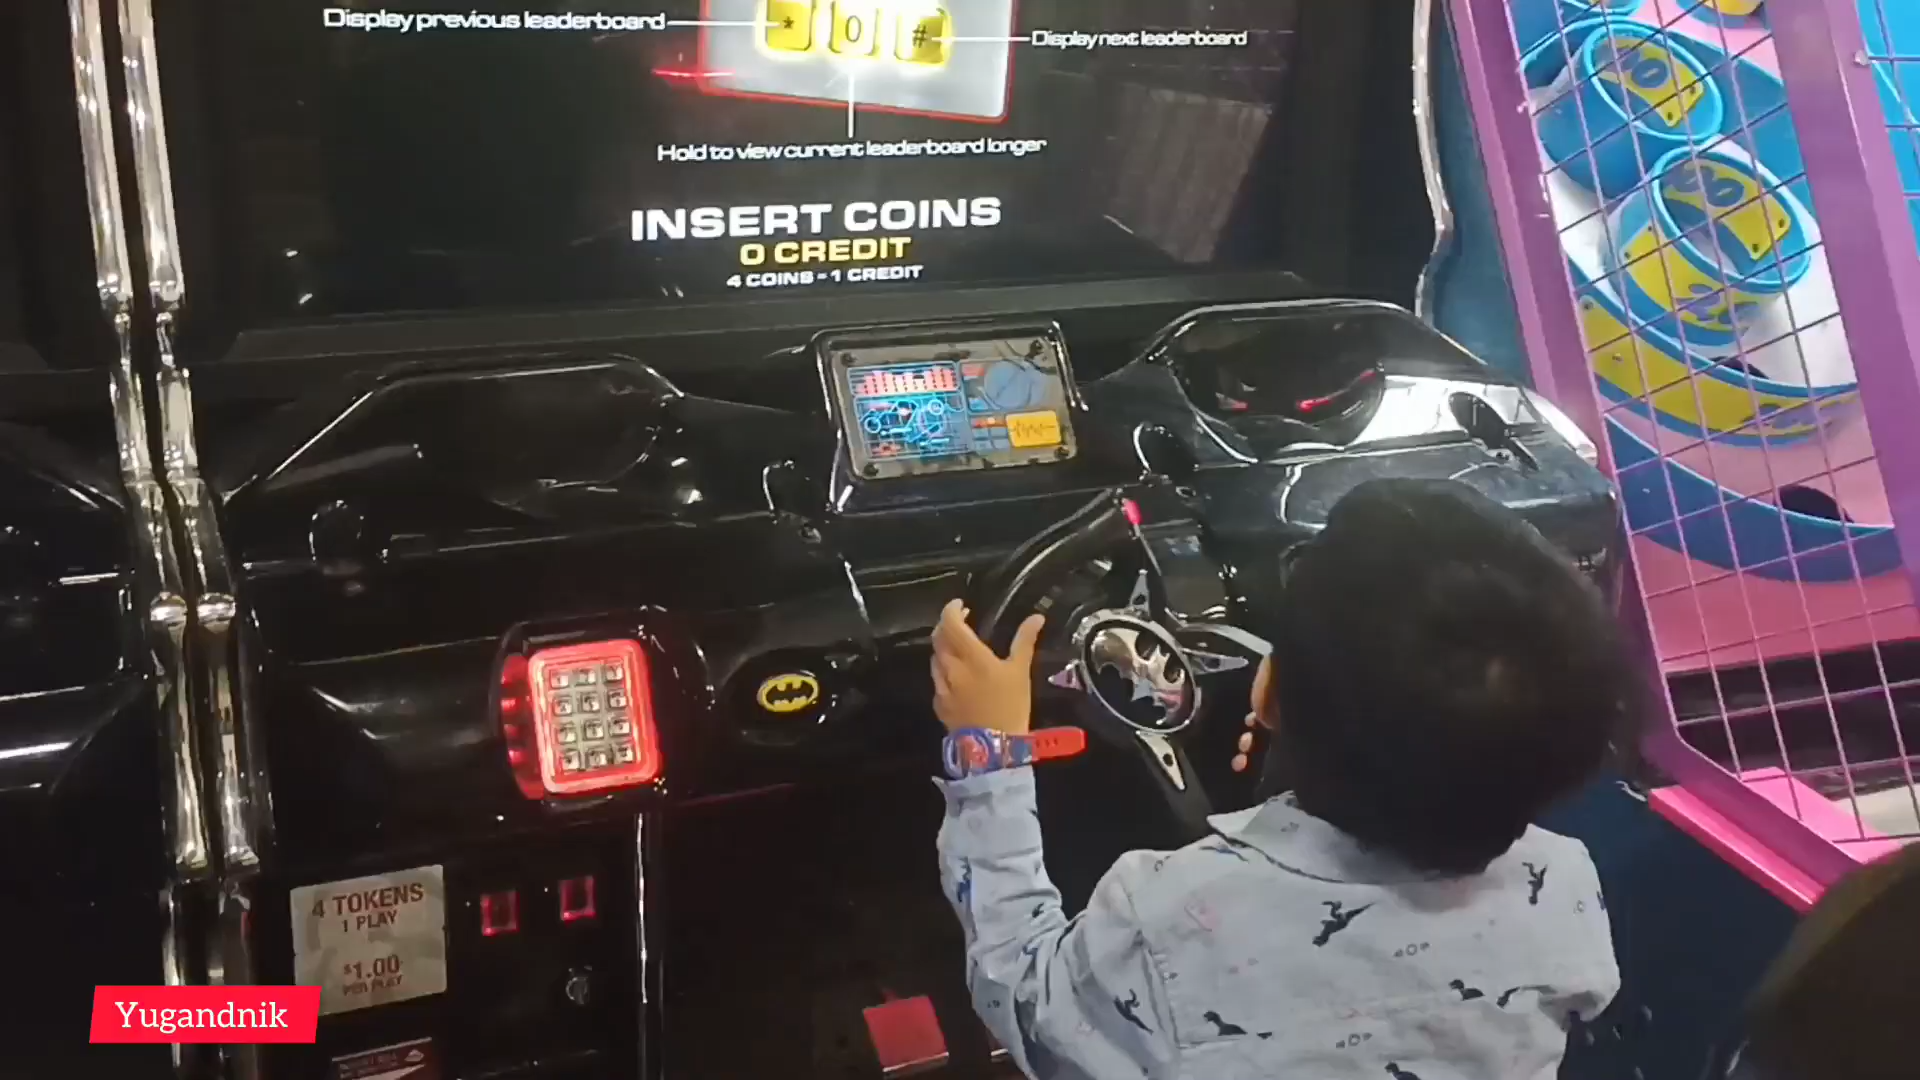 Display previous leaderboard
* 0 #
Display next leaderboard
Hold to view current leaderboard longer
INSERT COINS
0 CREDIT
4 COINS = 1 CREDIT
10
4 TOKENS
1 PLAY
$1.00
PER PLAY
Yugandnik